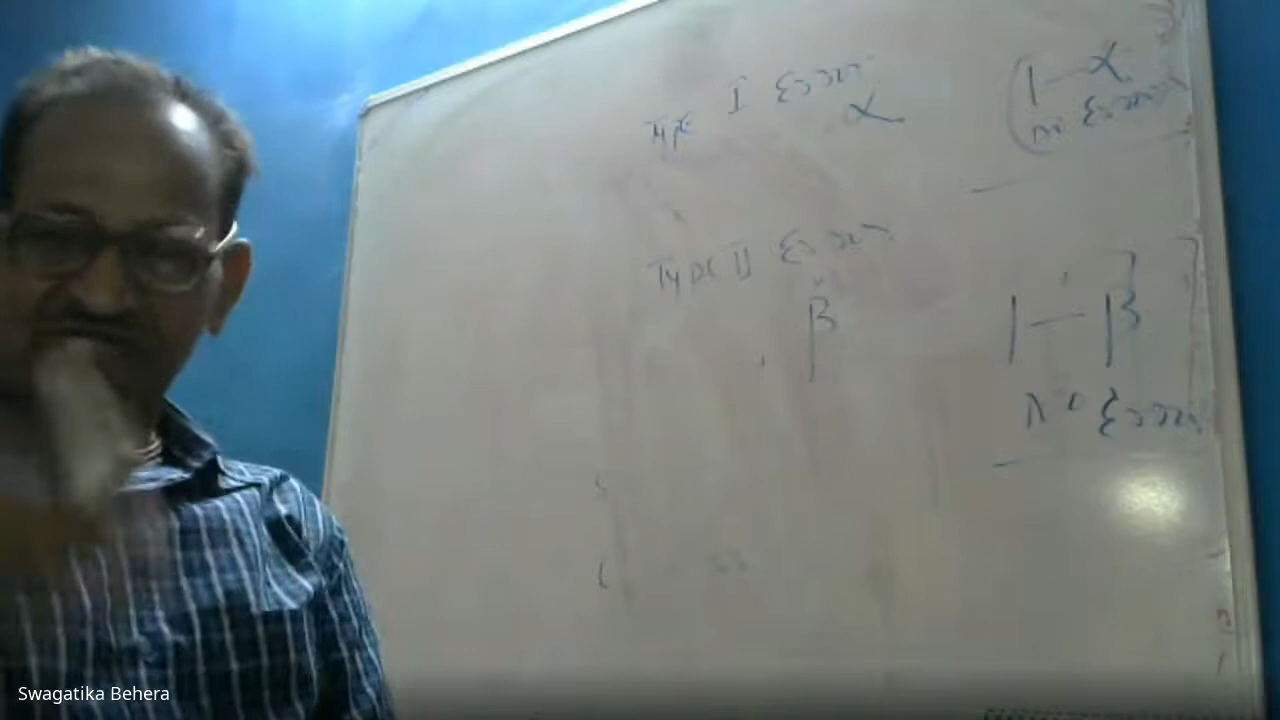 Type I Error
α
(1-α
no Error
Type II Error
β
1-β
no Error
Swagatika Behera